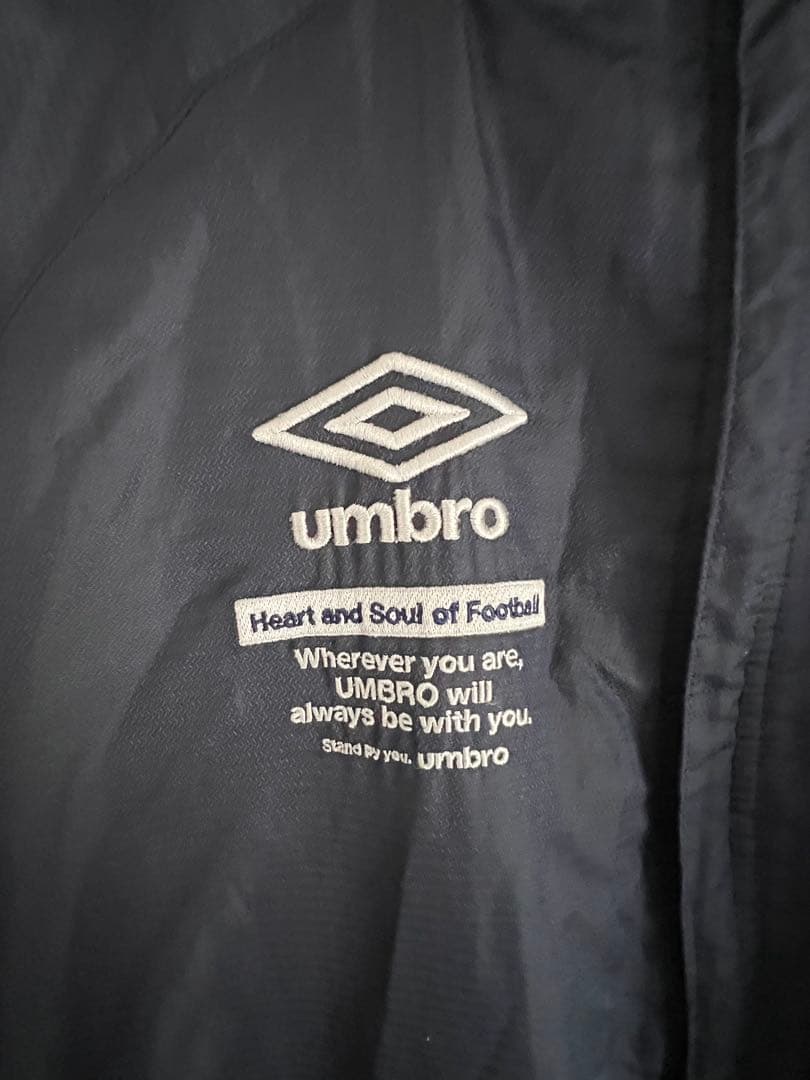 umbro
Heart and Soul of Football
Wherever you are,
UMBRO will
always be with you.
Stand by you. umbro